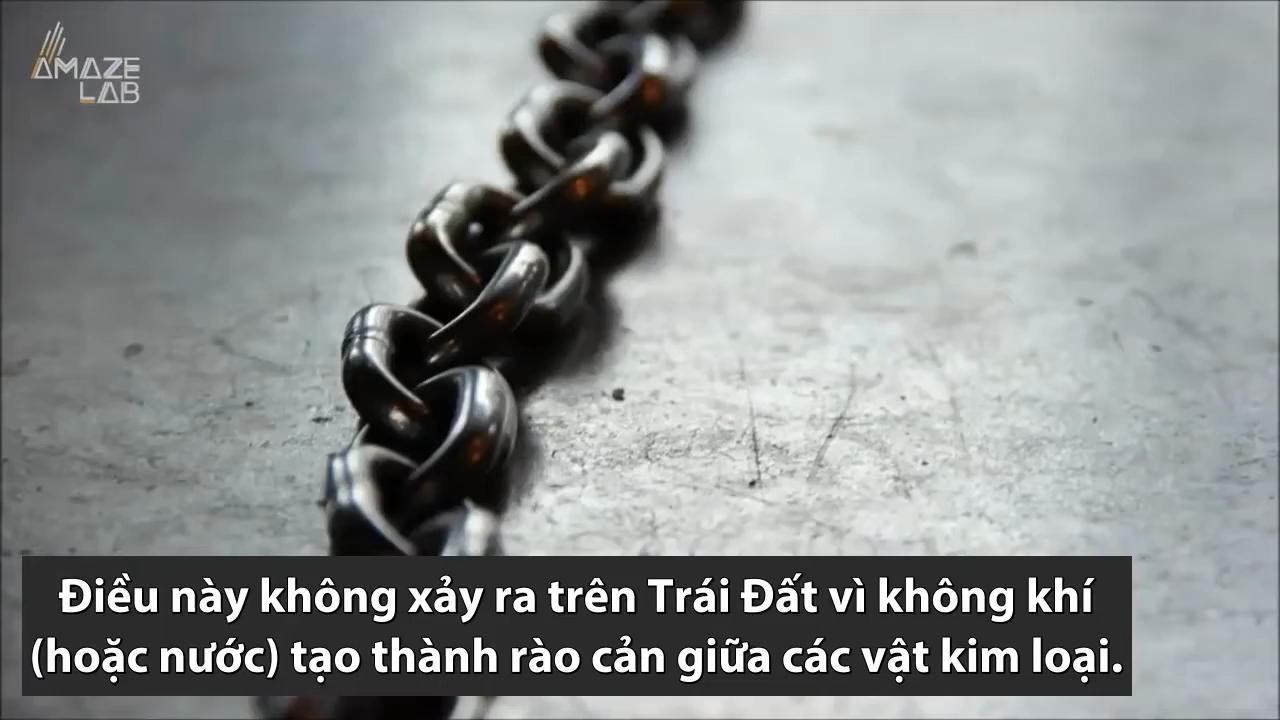 AMAZE
LAB
Điều này không xảy ra trên Trái Đất vì không khí
(hoặc nước) tạo thành rào cản giữa các vật kim loại.